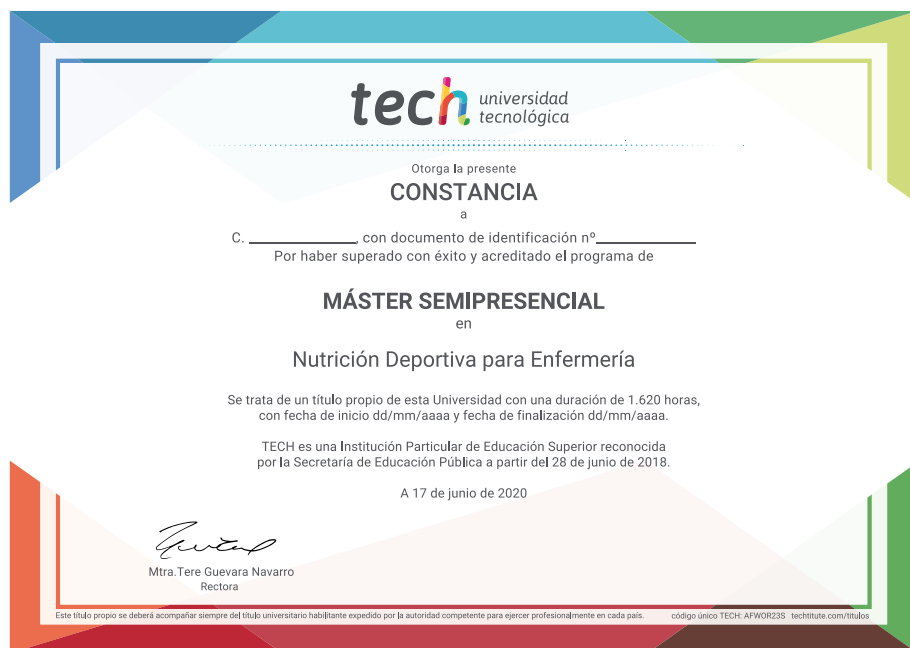 tech universidad
tecnológica
Otorga la presente
CONSTANCIA
a
C. ____________, con documento de identificación nº___________
Por haber superado con éxito y acreditado el programa de
MÁSTER SEMIPRESENCIAL
en
Nutrición Deportiva para Enfermería
Se trata de un título propio de esta Universidad con una duración de 1.620 horas,
con fecha de inicio dd/mm/aaaa y fecha de finalización dd/mm/aaaa.
TECH es una Institución Particular de Educación Superior reconocida
por la Secretaría de Educación Pública a partir del 28 de junio de 2018.
A 17 de junio de 2020
Mtra.Tere Guevara Navarro
Rectora
Este título propio se deberá acompañar siempre del título universitario habilitante expedido por la autoridad competente para ejercer profesionalmente en cada país. código único TECH: AFWOR23S techtitute.com/titulos